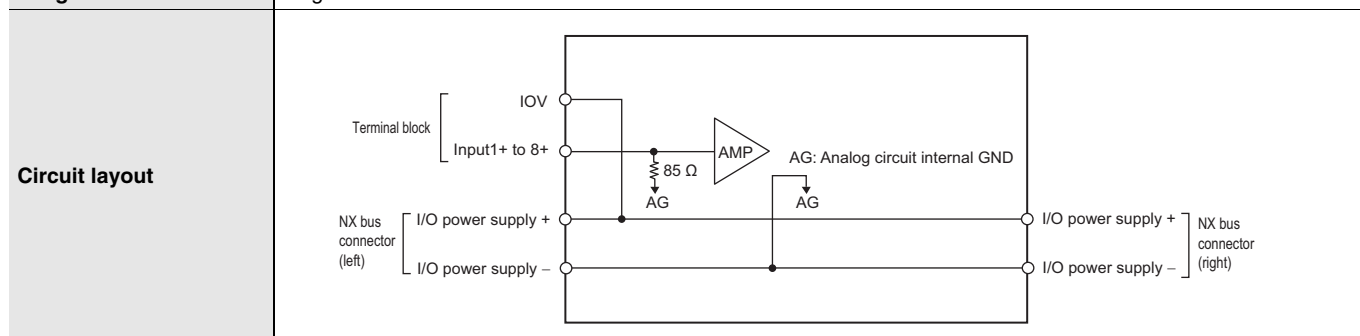 Circuit layout
Terminal block
IOV
Input1+ to 8+
AMP
85 Ω
AG
AG: Analog circuit internal GND
AG
NX bus
connector
(left)
I/O power supply +
I/O power supply −
I/O power supply +
I/O power supply −
NX bus
connector
(right)